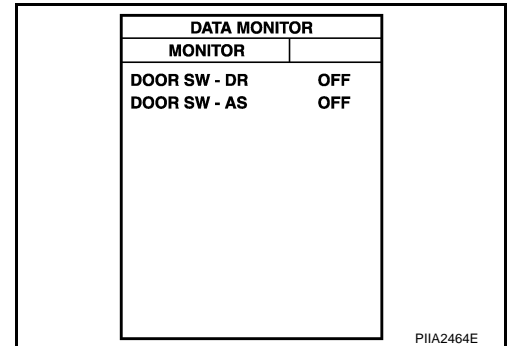 DATA MONITOR
MONITOR
DOOR SW - DR OFF
DOOR SW - AS OFF
PIIA2464E